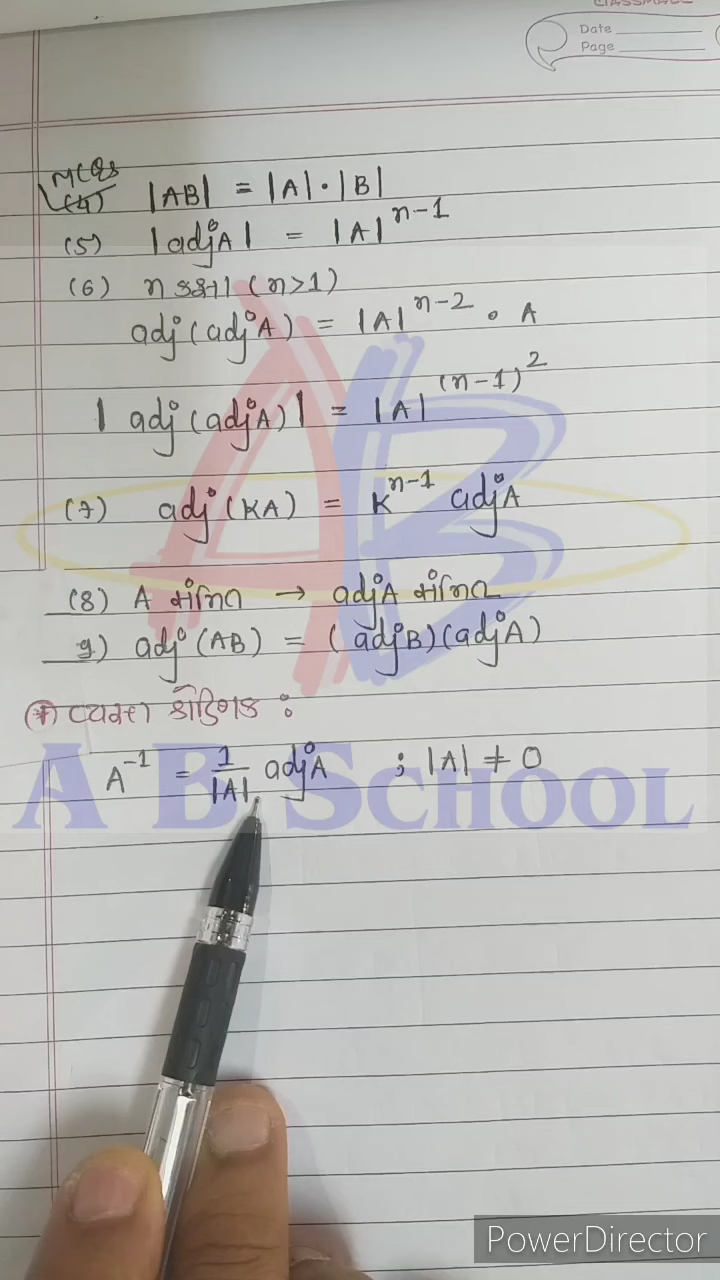 Date
Page
MCQs
(4) |AB| = |A|·|B|
(5) |adjA| = |A|^n-1
(6) n કક્ષા (n>1)
adj(adjA) = |A|^n-2 · A
|adj(adjA)| = |A|^(n-1)^2
(7) adj(KA) = K^n-1 adjA
(8) A સંમિત → adjA સંમિત
9) adj(AB) = (adjB)(adjA)
* વ્યસ્ત શ્રેણિક :
A^-1 = 1/|A| adjA ; |A| ≠ 0
A B SCHOOL
PowerDirector